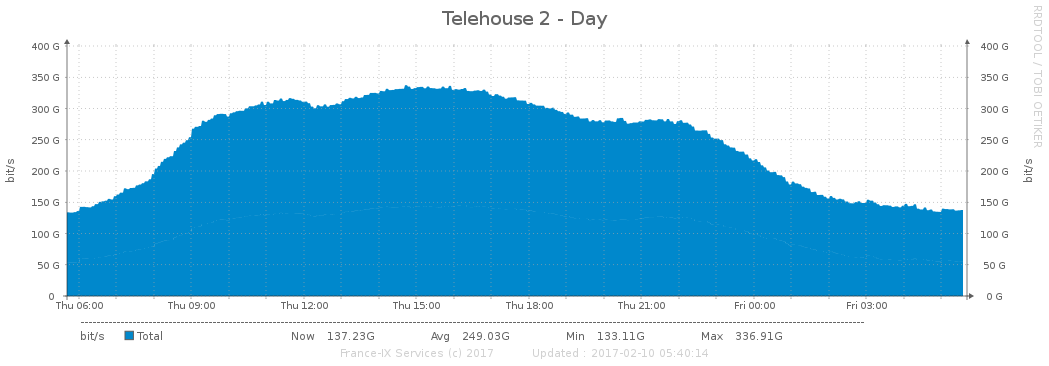 Telehouse 2 - Day
RRDTOOL / TOBI OETIKER
400 G 400 G
350 G 350 G
300 G 300 G
250 G 250 G
200 G 200 G
150 G 150 G
100 G 100 G
50 G 50 G
0 0 G
bit/s bit/s
Thu 06:00 Thu 09:00 Thu 12:00 Thu 15:00 Thu 18:00 Thu 21:00 Fri 00:00 Fri 03:00
bit/s Total Now 137.23G Avg 249.03G Min 133.11G Max 336.91G
France-IX Services (c) 2017 Updated : 2017-02-10 05:40:14